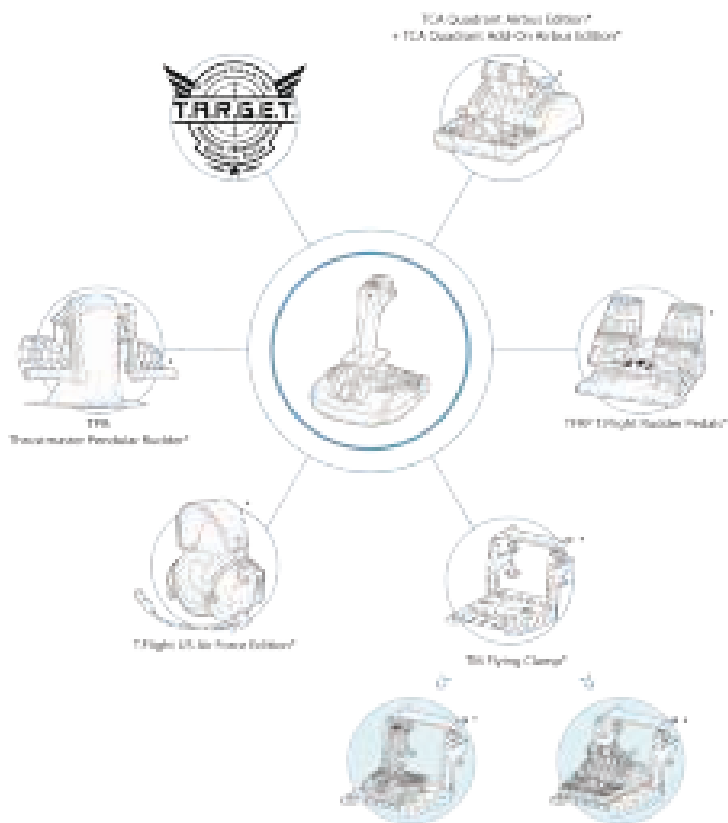 TCA Quadrant Airbus Edition*
+ TCA Quadrant Add-On Airbus Edition*
T.A.R.G.E.T.
TPR
Thrustmaster Pendular Rudder*
TFRP T.Flight Rudder Pedals*
T.Flight US Air Force Edition*
Flying Clamp*